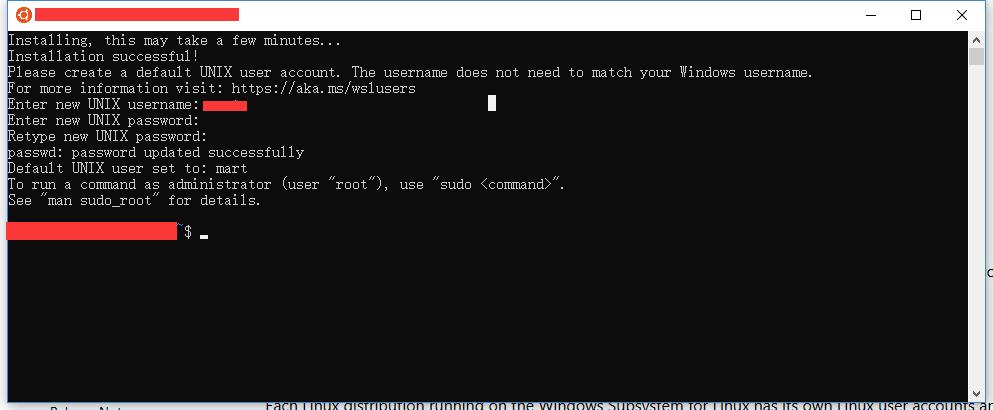 Installing, this may take a few minutes...
Installation successful!
Please create a default UNIX user account. The username does not need to match your Windows username.
For more information visit: https://aka.ms/wslusers
Enter new UNIX username:
Enter new UNIX password:
Retype new UNIX password:
passwd: password updated successfully
Default UNIX user set to: mart
To run a command as administrator (user "root"), use "sudo <command>".
See "man sudo_root" for details.
~$
Each Linux distribution running on the Windows Subsystem for Linux has its own Linux user accounts